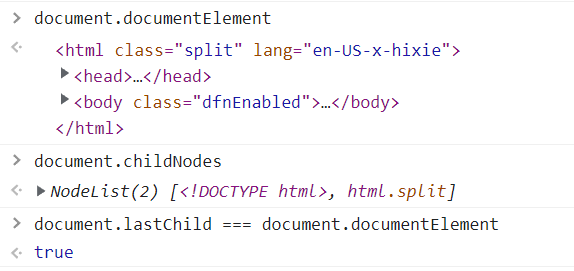 document.documentElement
<html class="split" lang="en-US-x-hixie">
<head>…</head>
<body class="dfnEnabled">…</body>
</html>
document.childNodes
NodeList(2) [<!DOCTYPE html>, html.split]
document.lastChild === document.documentElement
true